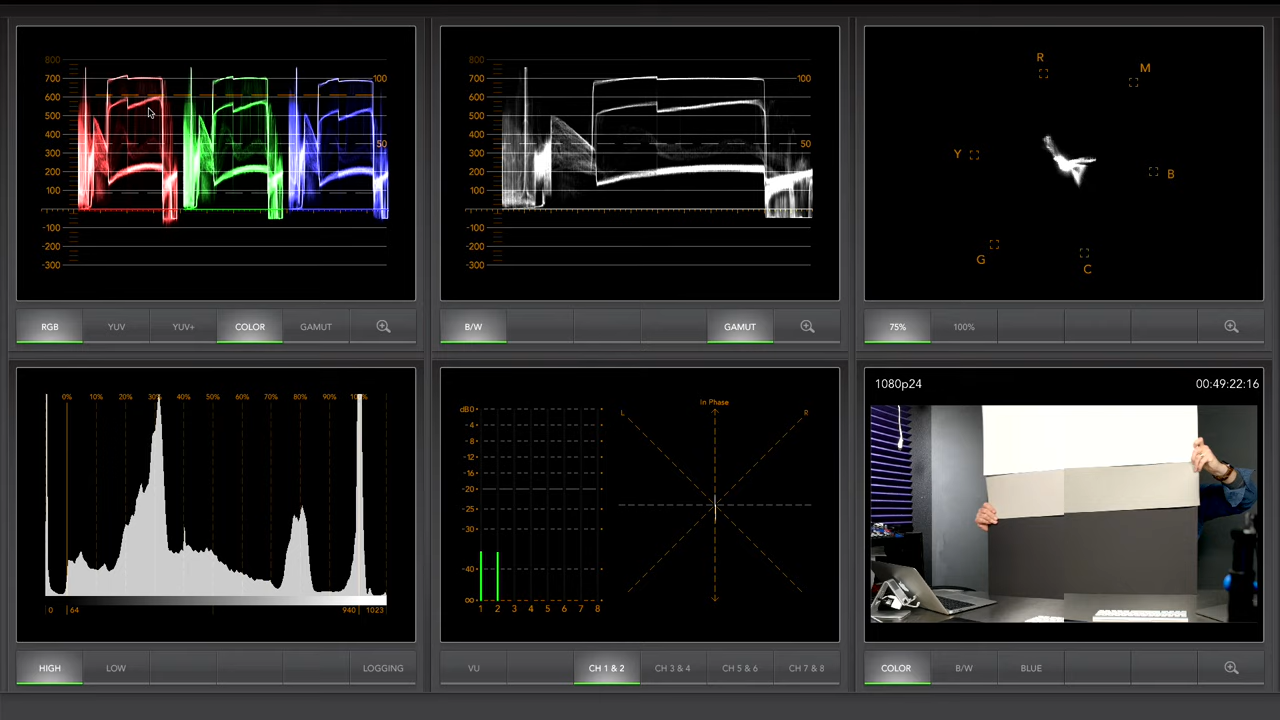 800
700
600
500
400
300
200
100
-100
-200
-300
100
50
RGB YUV YUV+ COLOR GAMUT
800
700
600
500
400
300
200
100
-100
-200
-300
100
50
B/W GAMUT
R
M
Y
B
G
C
75% 100%
0% 10% 20% 30% 40% 50% 60% 70% 80% 90% 100%
0 64 940 1023
HIGH LOW LOGGING
dB0
-4
-8
-12
-16
-20
-25
-30
-40
∞
1 2 3 4 5 6 7 8
In Phase
L R
VU CH 1 & 2 CH 3 & 4 CH 5 & 6 CH 7 & 8
1080p24 00:49:22:16
COLOR B/W BLUE